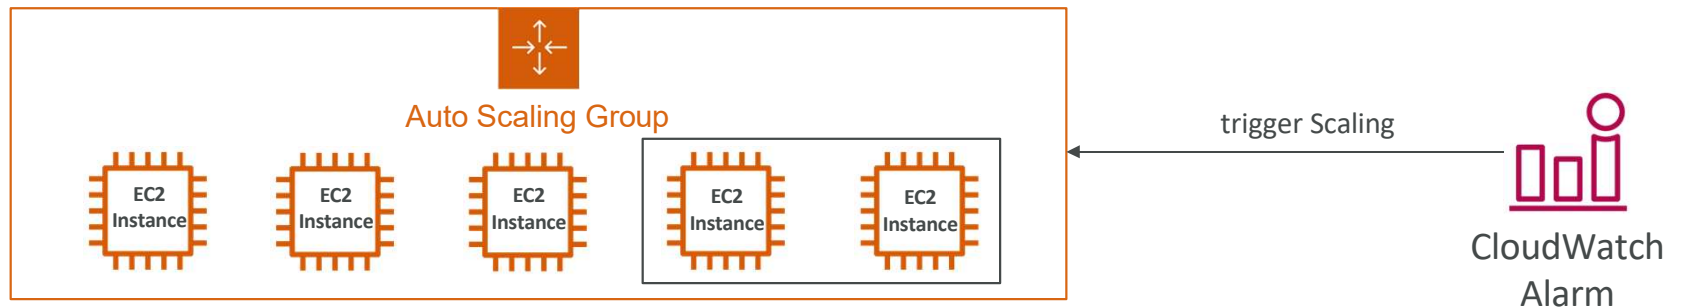 Auto Scaling Group
trigger Scaling
EC2
Instance
EC2
Instance
EC2
Instance
EC2
Instance
EC2
Instance
CloudWatch
Alarm